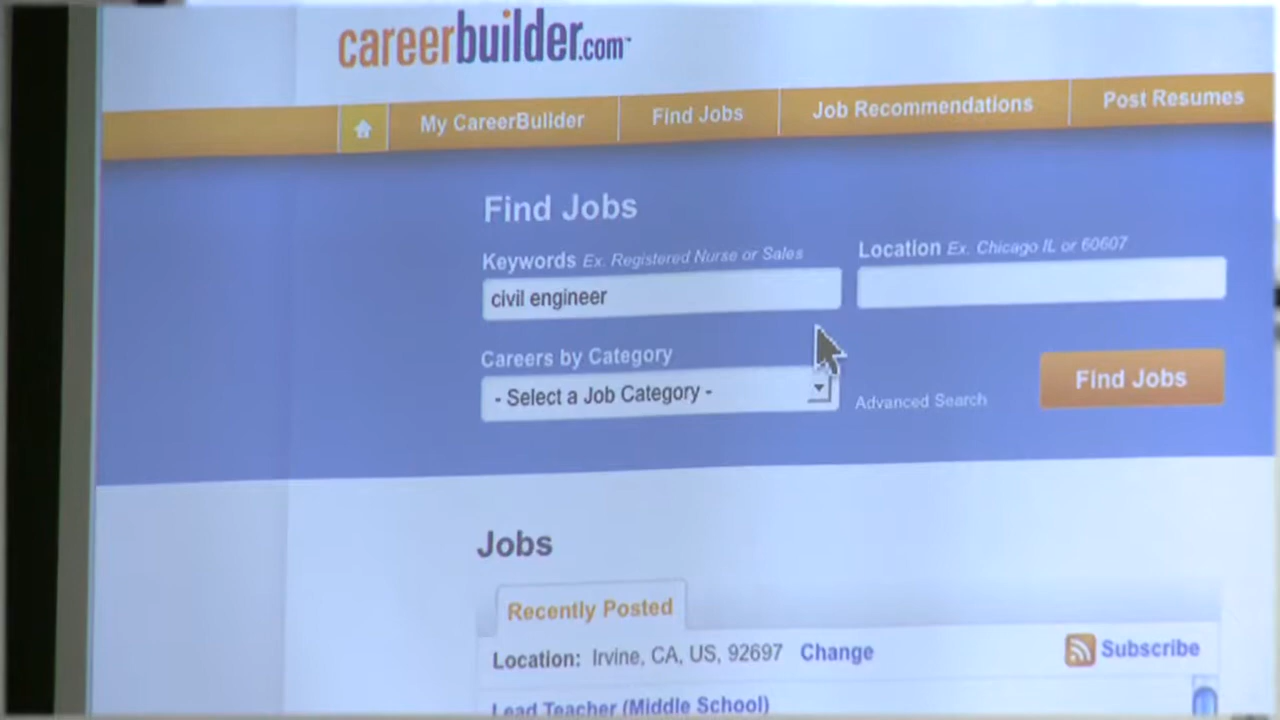 careerbuilder.com™
My CareerBuilder Find Jobs Job Recommendations Post Resumes
Find Jobs
Keywords Ex. Registered Nurse or Sales
Location Ex. Chicago IL or 60607
civil engineer
Careers by Category
- Select a Job Category -
Advanced Search
Find Jobs
Jobs
Recently Posted
Location: Irvine, CA, US, 92697 Change
Subscribe
Lead Teacher (Middle School)